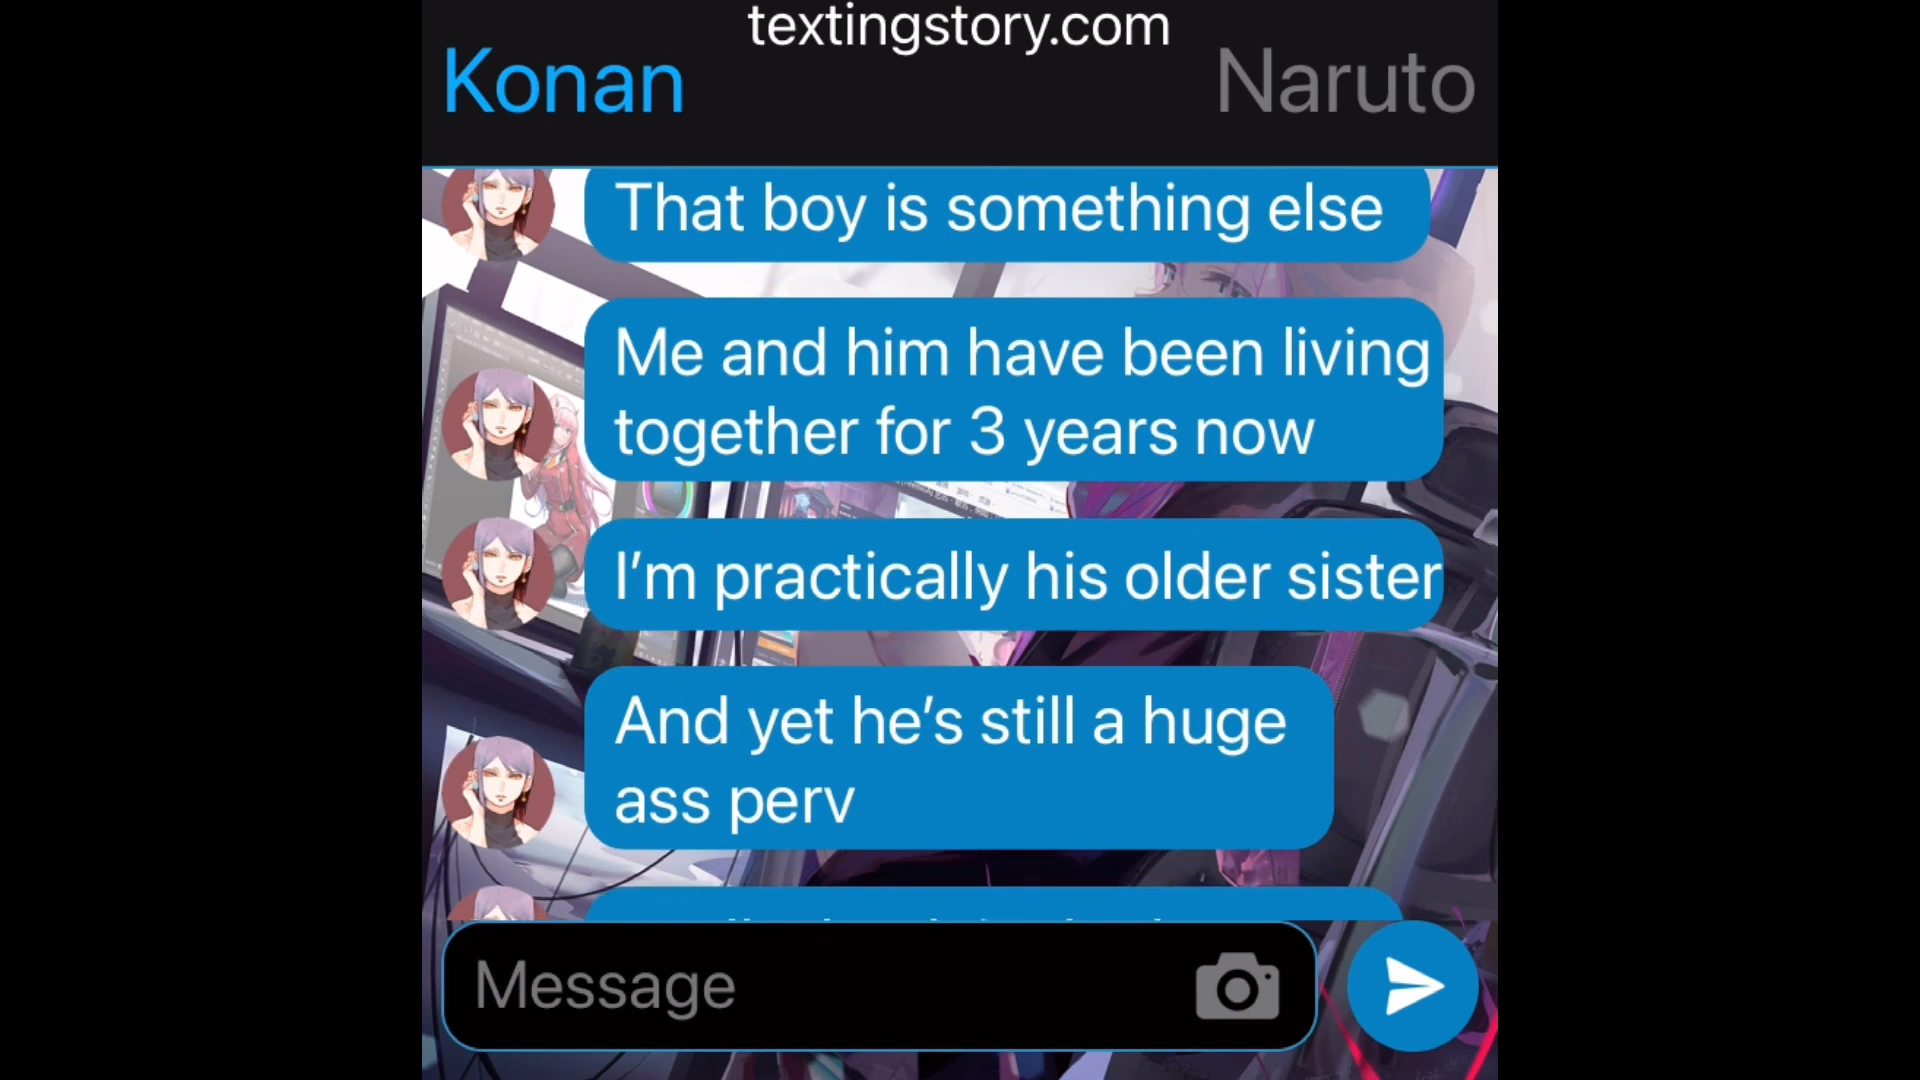 textingstory.com
Konan
Naruto
That boy is something else
Me and him have been living
together for 3 years now
I'm practically his older sister
And yet he's still a huge
ass perv
Message